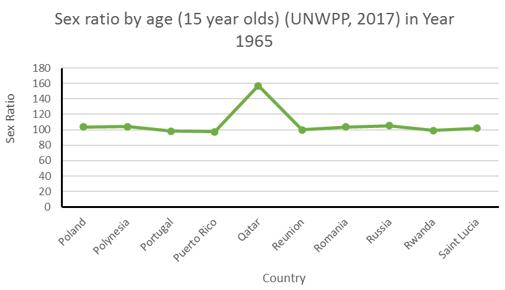 Sex ratio by age (15 year olds) (UNWPP, 2017) in Year
1965
Sex Ratio
180
160
140
120
100
80
60
40
20
0
Poland
Polynesia
Portugal
Puerto Rico
Qatar
Reunion
Romania
Russia
Rwanda
Saint Lucia
Country